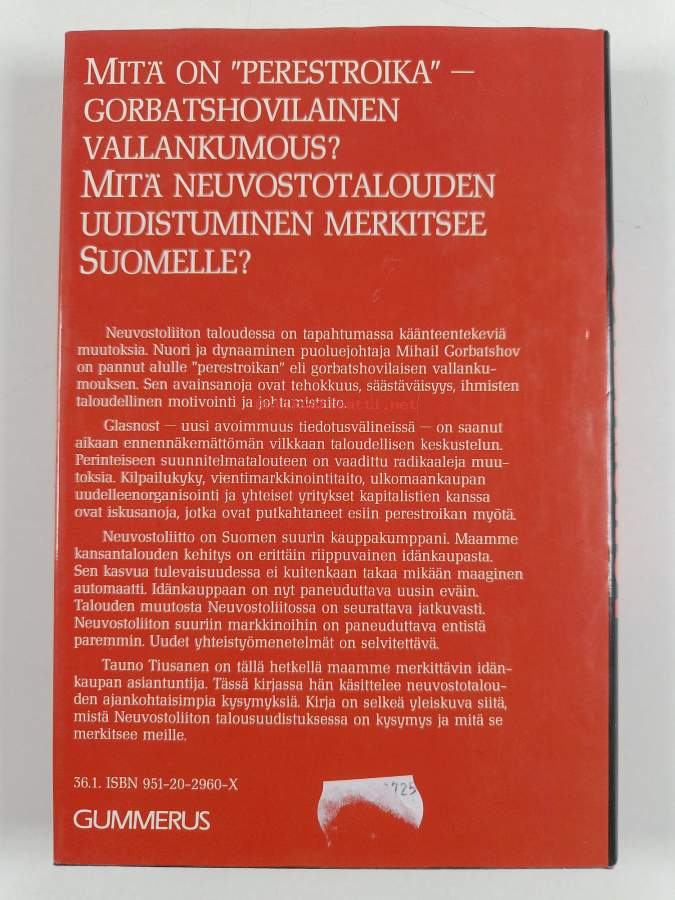 MITÄ ON "PERESTROIKA" —
GORBATSHOVILAINEN
VALLANKUMOUS?
MITÄ NEUVOSTOTALOUDEN
UUDISTUMINEN MERKITSEE
SUOMELLE?
Neuvostoliiton taloudessa on tapahtumassa käänteentekeviä
muutoksia. Nuori ja dynaaminen puoluejohtaja Mihail Gorbatshov
on pannut alulle "perestroikan" eli gorbatshovilaisen vallanku-
mouksen. Sen avainsanoja ovat tehokkuus, säästäväisyys, ihmisten
taloudellinen motivointi ja johtamistaito.
Glasnost — uusi avoimmuus tiedotusvälineissä — on saanut
aikaan ennennäkemättömän vilkkaan taloudellisen keskustelun.
Perinteiseen suunnitelmatalouteen on vaadittu radikaaleja muu-
toksia. Kilpailukyky, vientimarkkinointitaito, ulkomaankaupan
uudelleenorganisointi ja yhteiset yritykset kapitalistien kanssa
ovat iskusanoja, jotka ovat putkahtaneet esiin perestroikan myötä.
Neuvostoliitto on Suomen suurin kauppakumppani. Maamme
kansantalouden kehitys on erittäin riippuvainen idänkaupasta.
Sen kasvua tulevaisuudessa ei kuitenkaan takaa mikään maaginen
automaatti. Idänkauppaan on nyt paneuduttava uusin eväin.
Talouden muutosta Neuvostoliitossa on seurattava jatkuvasti.
Neuvostoliiton suuriin markkinoihin on paneuduttava entistä
paremmin. Uudet yhteistyömenetelmät on selvitettävä.
Tauno Tiusanen on tällä hetkellä maamme merkittävin idän-
kaupan asiantuntija. Tässä kirjassa hän käsittelee neuvostotalou-
den ajankohtaisimpia kysymyksiä. Kirja on selkeä yleiskuva siitä,
mistä Neuvostoliiton talousuudistuksessa on kysymys ja mitä se
merkitsee meille.
36.1. ISBN 951-20-2960-X
725
GUMMERUS